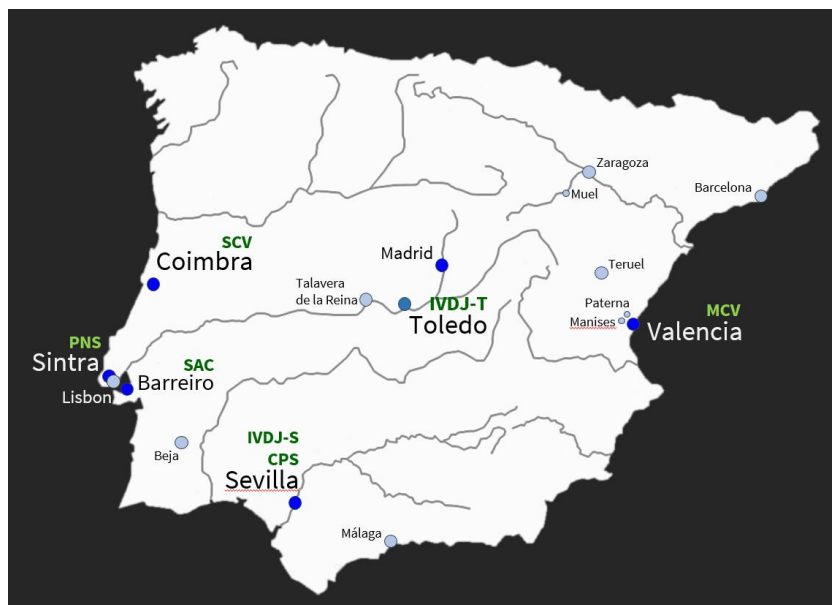 Zaragoza
Muel
Barcelona
SCV
Coimbra
Madrid
Teruel
Talavera
de la Reina
IVDJ-T
Toledo
Paterna
Manises
MCV
Valencia
PNS
Sintra
SAC
Barreiro
Lisbon
IVDJ-S
CPS
Sevilla
Beja
Málaga